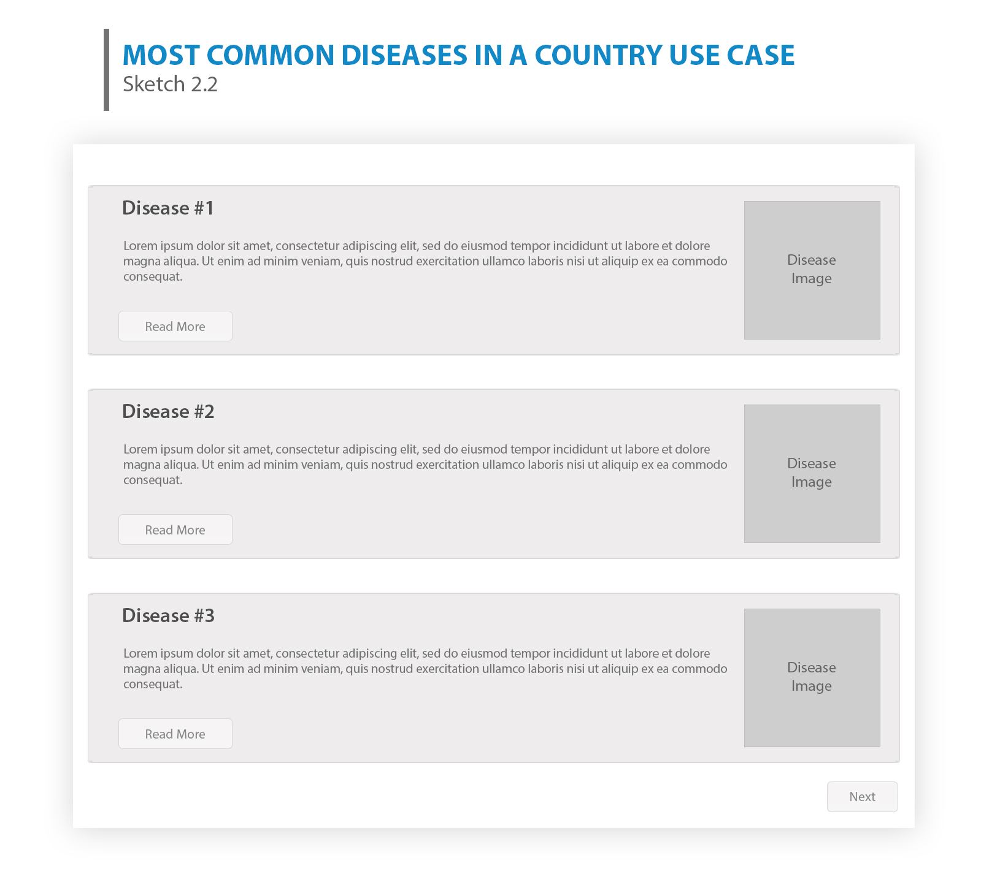 MOST COMMON DISEASES IN A COUNTRY USE CASE
Sketch 2.2
Disease #1
Lorem ipsum dolor sit amet, consectetur adipiscing elit, sed do eiusmod tempor incididunt ut labore et dolore
magna aliqua. Ut enim ad minim veniam, quis nostrud exercitation ullamco laboris nisi ut aliquip ex ea commodo
consequat.
Read More
Disease
Image
Disease #2
Lorem ipsum dolor sit amet, consectetur adipiscing elit, sed do eiusmod tempor incididunt ut labore et dolore
magna aliqua. Ut enim ad minim veniam, quis nostrud exercitation ullamco laboris nisi ut aliquip ex ea commodo
consequat.
Read More
Disease
Image
Disease #3
Lorem ipsum dolor sit amet, consectetur adipiscing elit, sed do eiusmod tempor incididunt ut labore et dolore
magna aliqua. Ut enim ad minim veniam, quis nostrud exercitation ullamco laboris nisi ut aliquip ex ea commodo
consequat.
Read More
Disease
Image
Next